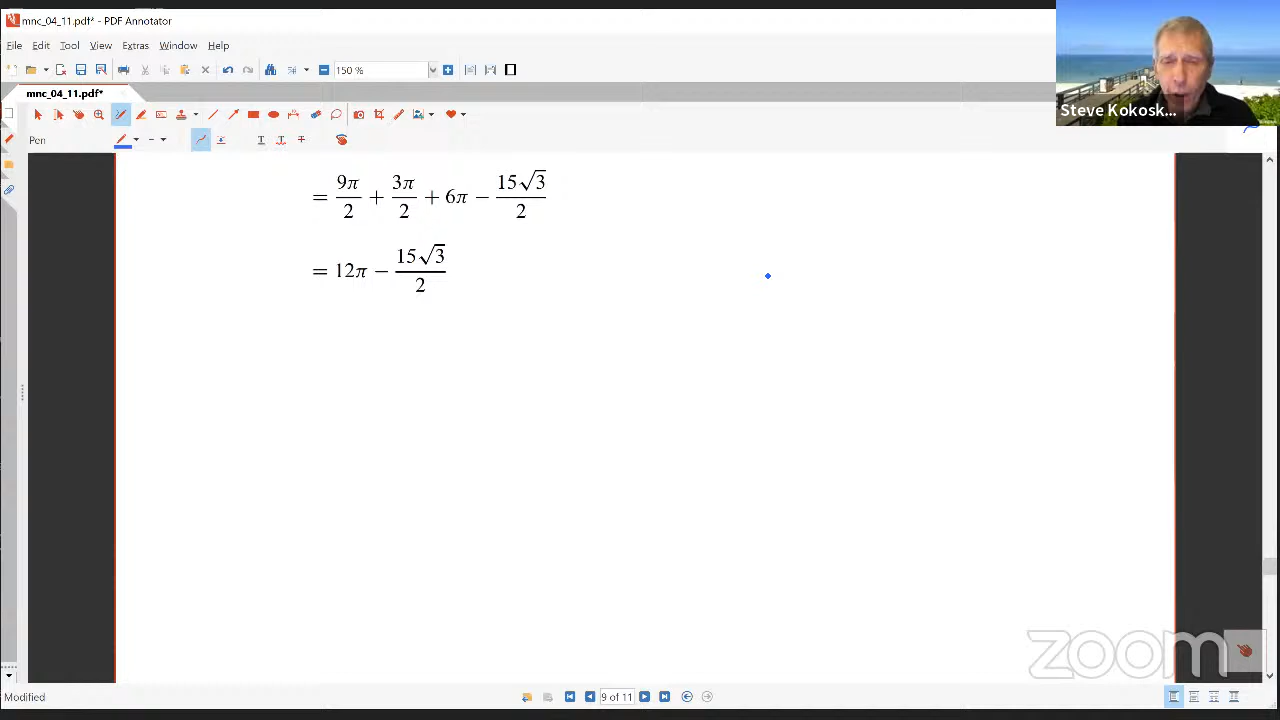 mnc_04_11.pdf* - PDF Annotator
File Edit Tool View Extras Window Help
150 %
mnc_04_11.pdf*
Pen
Steve Kokosk...
= 9π/2 + 3π/2 + 6π − 15√3/2
= 12π − 15√3/2
zoom
Modified
9 of 11